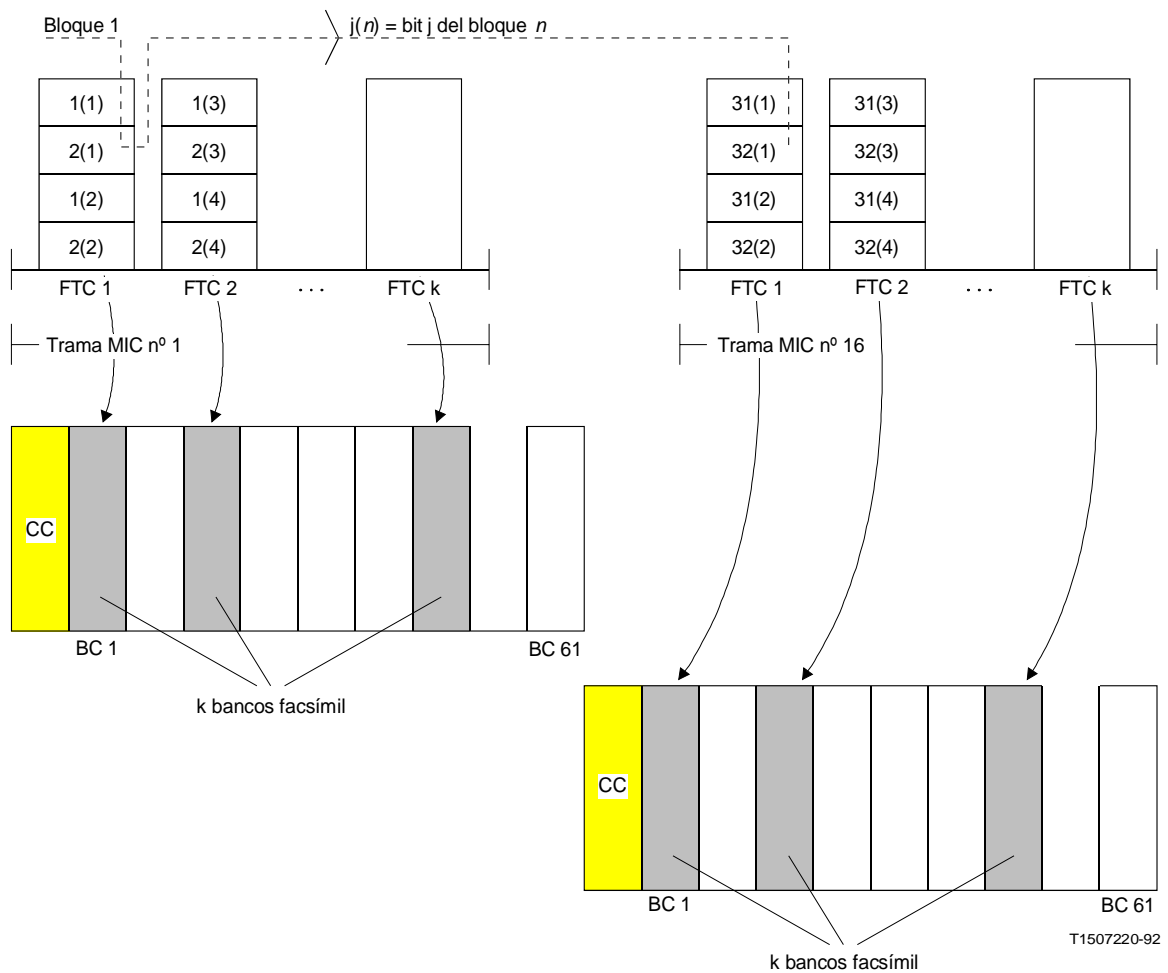 Bloque 1
j(n) = bit j del bloque n
1(1)
2(1)
1(2)
2(2)
1(3)
2(3)
1(4)
2(4)
31(1)
32(1)
31(2)
32(2)
31(3)
32(3)
31(4)
32(4)
FTC 1
FTC 2
. . .
FTC k
FTC 1
FTC 2
. . .
FTC k
Trama MIC nº 1
Trama MIC nº 16
CC
BC 1
BC 61
k bancos facsímil
CC
BC 1
BC 61
T1507220-92
k bancos facsímil